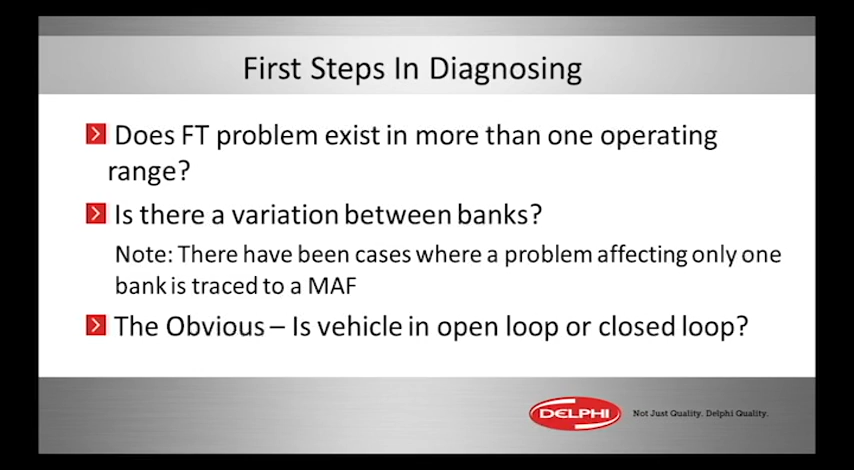 First Steps In Diagnosing
Does FT problem exist in more than one operating
range?
Is there a variation between banks?
Note: There have been cases where a problem affecting only one
bank is traced to a MAF
The Obvious – Is vehicle in open loop or closed loop?
DELPHI
Not Just Quality. Delphi Quality.